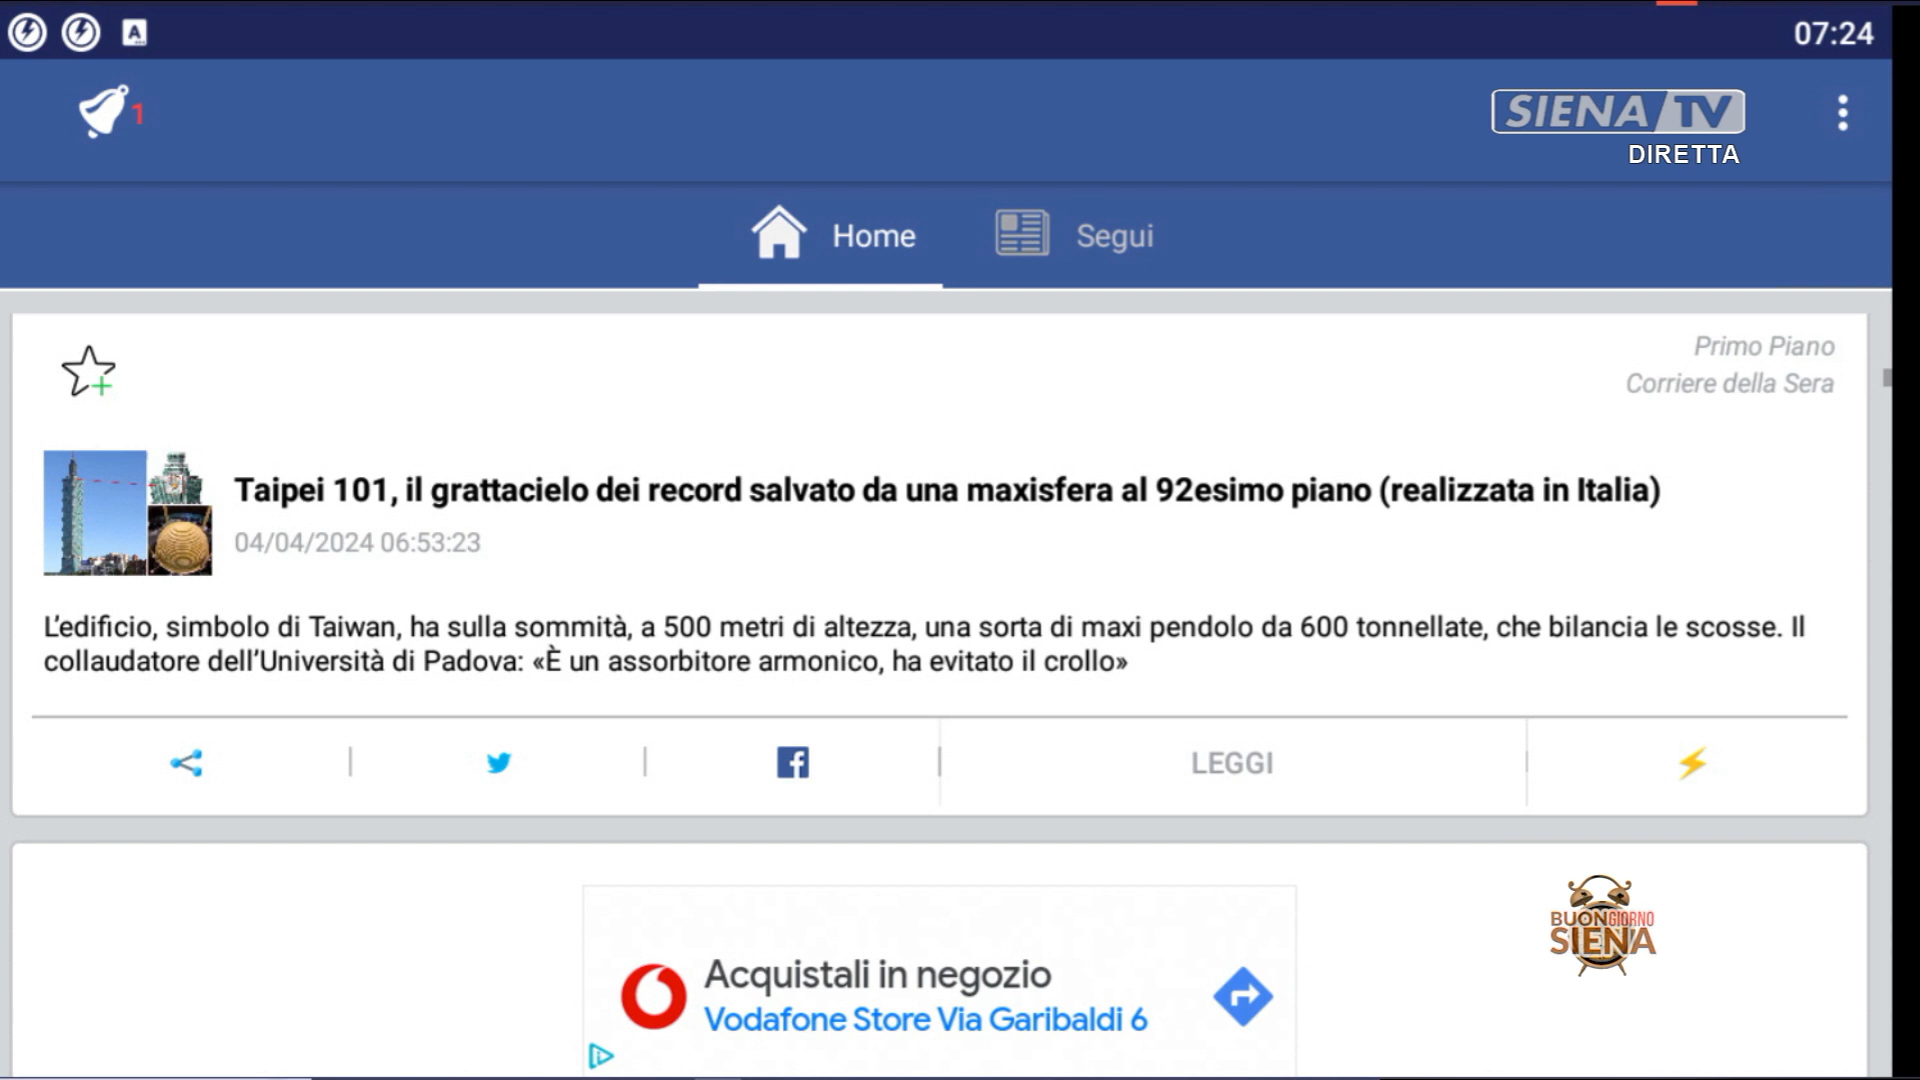 A
07:24
1
SIENA TV
DIRETTA
Home
Segui
Primo Piano
Corriere della Sera
Taipei 101, il grattacielo dei record salvato da una maxisfera al 92esimo piano (realizzata in Italia)
04/04/2024 06:53:23
L'edificio, simbolo di Taiwan, ha sulla sommità, a 500 metri di altezza, una sorta di maxi pendolo da 600 tonnellate, che bilancia le scosse. Il
collaudatore dell'Università di Padova: «È un assorbitore armonico, ha evitato il crollo»
LEGGI
BUONGIORNO
SIENA
Acquistali in negozio
Vodafone Store Via Garibaldi 6